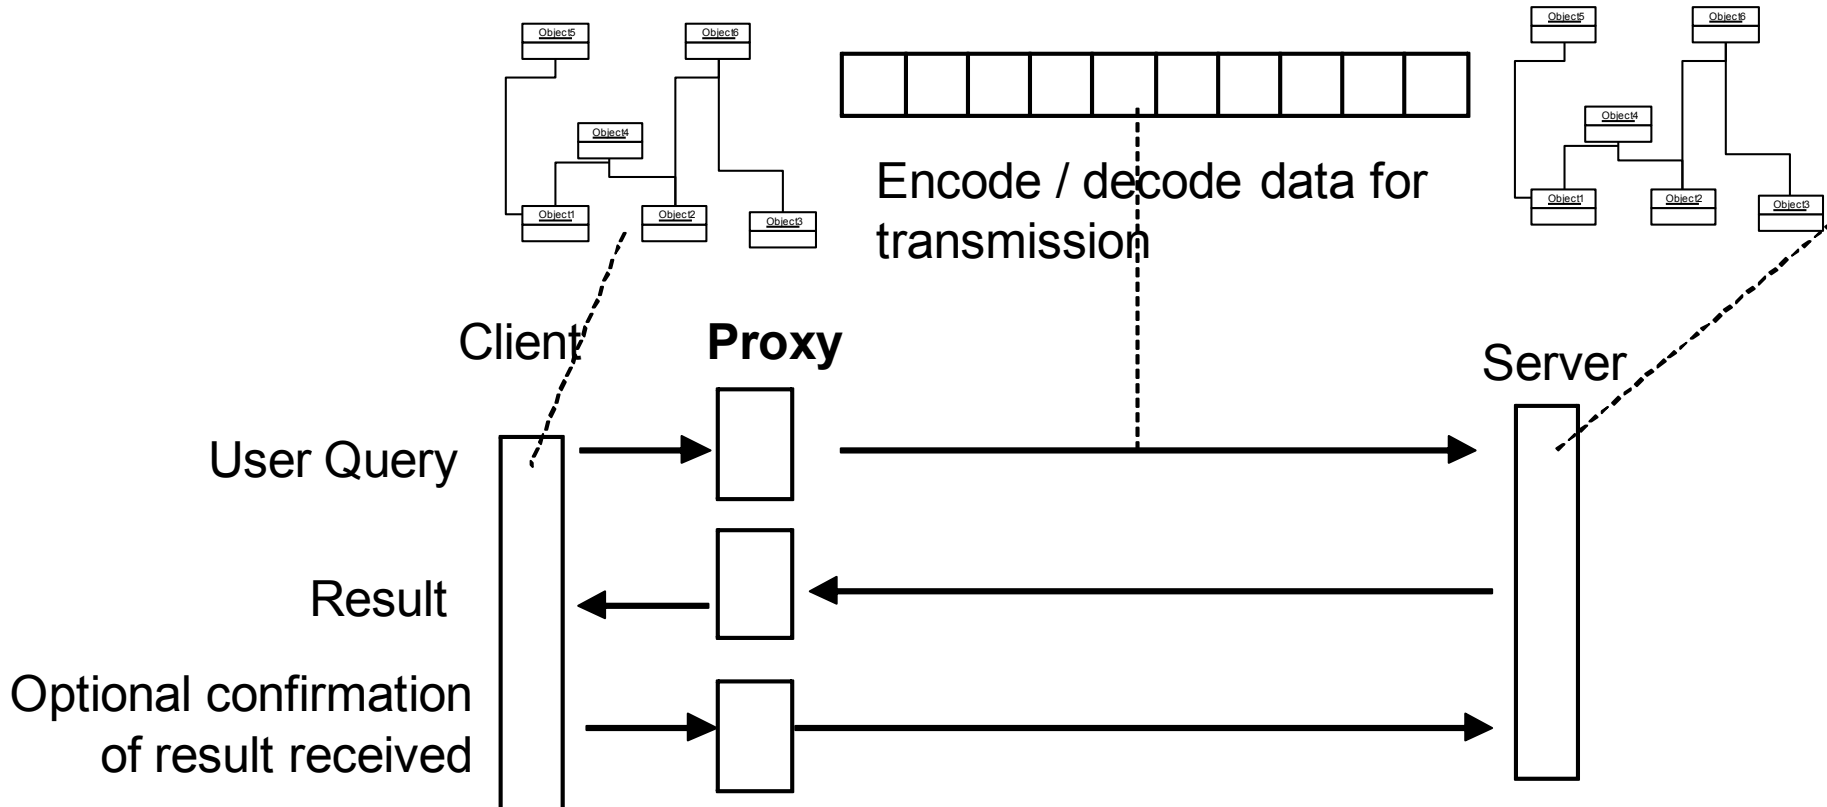 Object5
Object6
Object4
Object1
Object2
Object3
Encode / decode data for
transmission
Object5
Object6
Object4
Object1
Object2
Object3
Client
Proxy
Server
User Query
Result
Optional confirmation
of result received